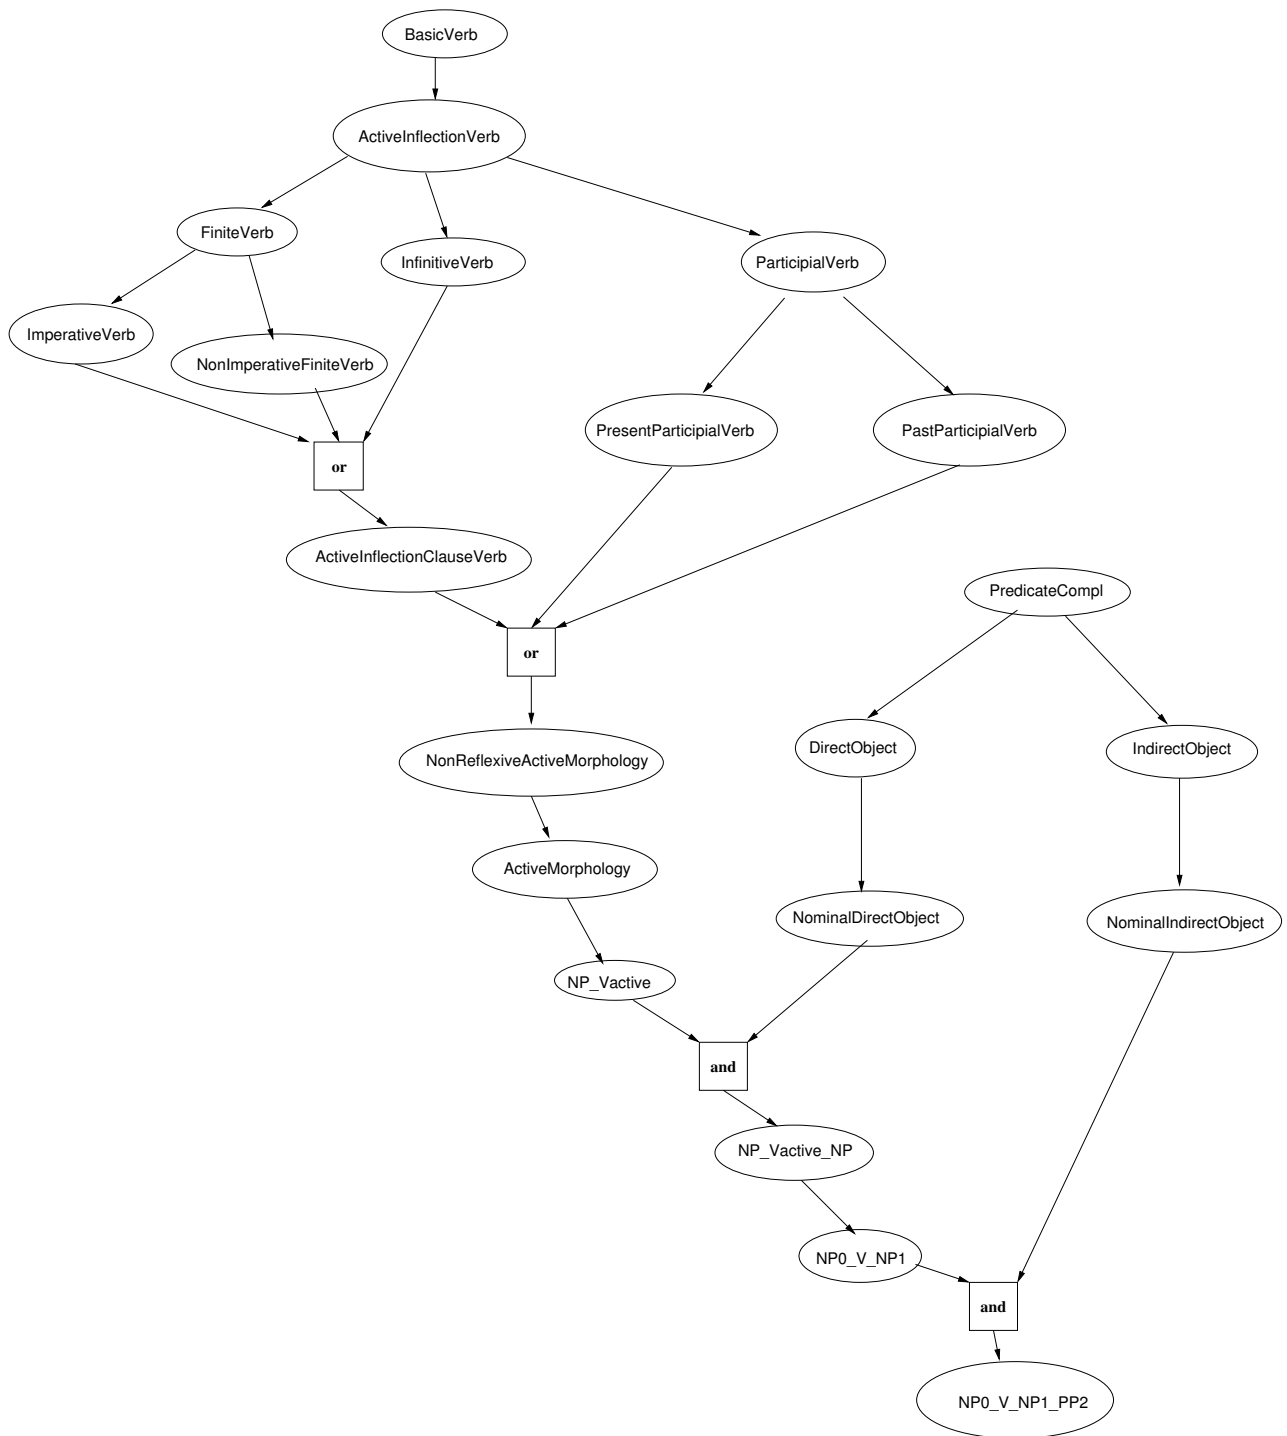 BasicVerb
ActiveInflectionVerb
FiniteVerb
InfinitiveVerb
ParticipialVerb
ImperativeVerb
NonImperativeFiniteVerb
PresentParticipialVerb
PastParticipialVerb
or
ActiveInflectionClauseVerb
PredicateCompl
or
DirectObject
IndirectObject
NonReflexiveActiveMorphology
ActiveMorphology
NominalDirectObject
NominalIndirectObject
NP_Vactive
and
NP_Vactive_NP
NP0_V_NP1
and
NP0_V_NP1_PP2